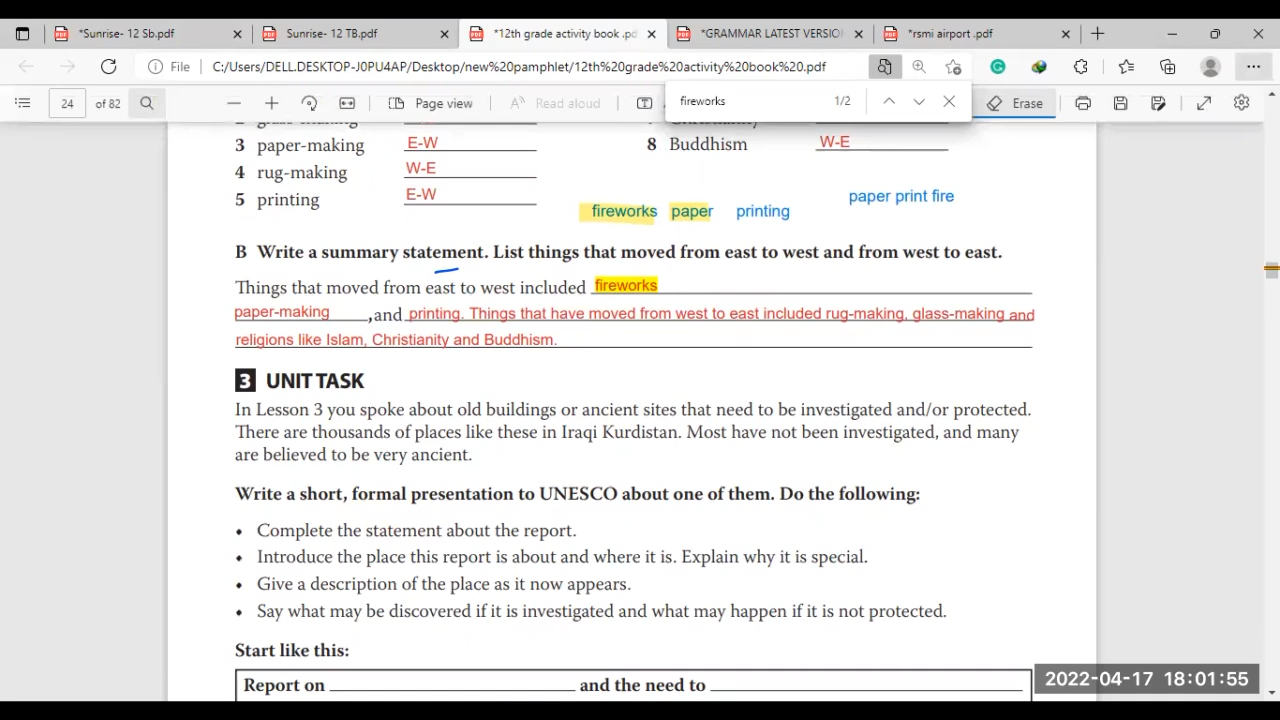 *Sunrise- 12 Sb.pdf
Sunrise- 12 TB.pdf
*12th grade activity book .pd
*GRAMMAR LATEST VERSIO
*rsmi airport .pdf
File C:/Users/DELL.DESKTOP-J0PU4AP/Desktop/new%20pamphlet/12th%20grade%20activity%20book%20.pdf
24 of 82 Page view Read aloud Erase
fireworks 1/2
2 glass-making
7 Christianity
3 paper-making E-W
8 Buddhism W-E
4 rug-making W-E
5 printing E-W
fireworks paper printing
paper print fire
B Write a summary statement. List things that moved from east to west and from west to east.
Things that moved from east to west included fireworks
paper-making , and printing. Things that have moved from west to east included rug-making, glass-making and
religions like Islam, Christianity and Buddhism.
3 UNIT TASK
In Lesson 3 you spoke about old buildings or ancient sites that need to be investigated and/or protected.
There are thousands of places like these in Iraqi Kurdistan. Most have not been investigated, and many
are believed to be very ancient.
Write a short, formal presentation to UNESCO about one of them. Do the following:
• Complete the statement about the report.
• Introduce the place this report is about and where it is. Explain why it is special.
• Give a description of the place as it now appears.
• Say what may be discovered if it is investigated and what may happen if it is not protected.
Start like this:
Report on and the need to
2022-04-17 18:01:55